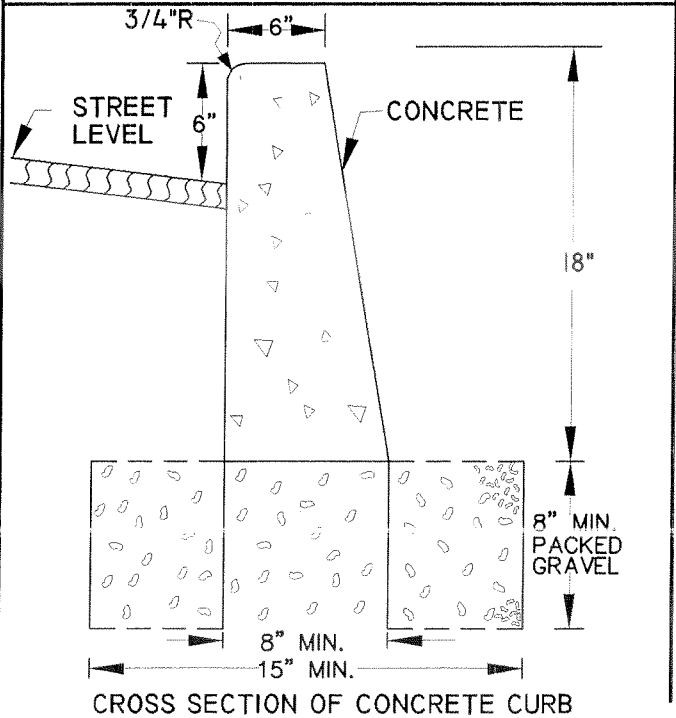 3/4"R
6"
STREET
LEVEL
6"
CONCRETE
18"
8" MIN.
PACKED
GRAVEL
8" MIN.
15" MIN.
CROSS SECTION OF CONCRETE CURB